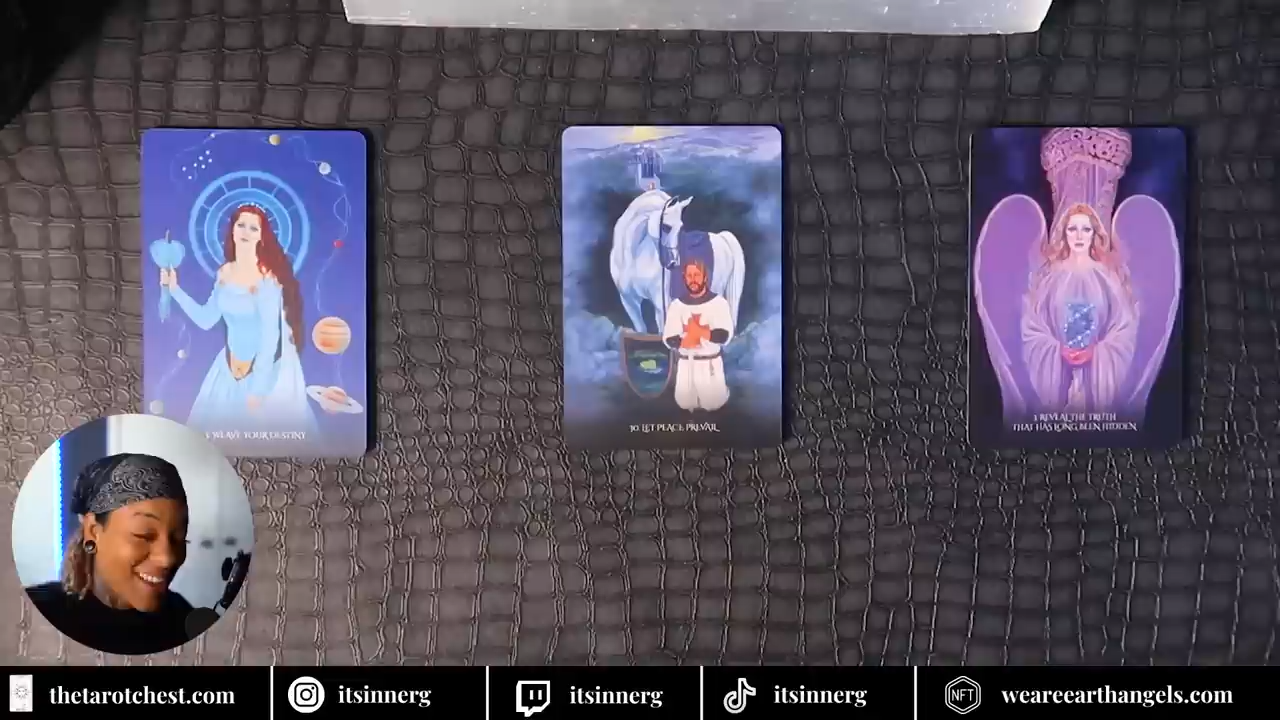 WEAVE YOUR DESTINY
10. LET PEACE PREVAIL
REVEAL THE TRUTH
THAT HAS LONG BEEN HIDDEN
thetarotchest.com
itsinnerg
itsinnerg
itsinnerg
NFT
weareearthangels.com